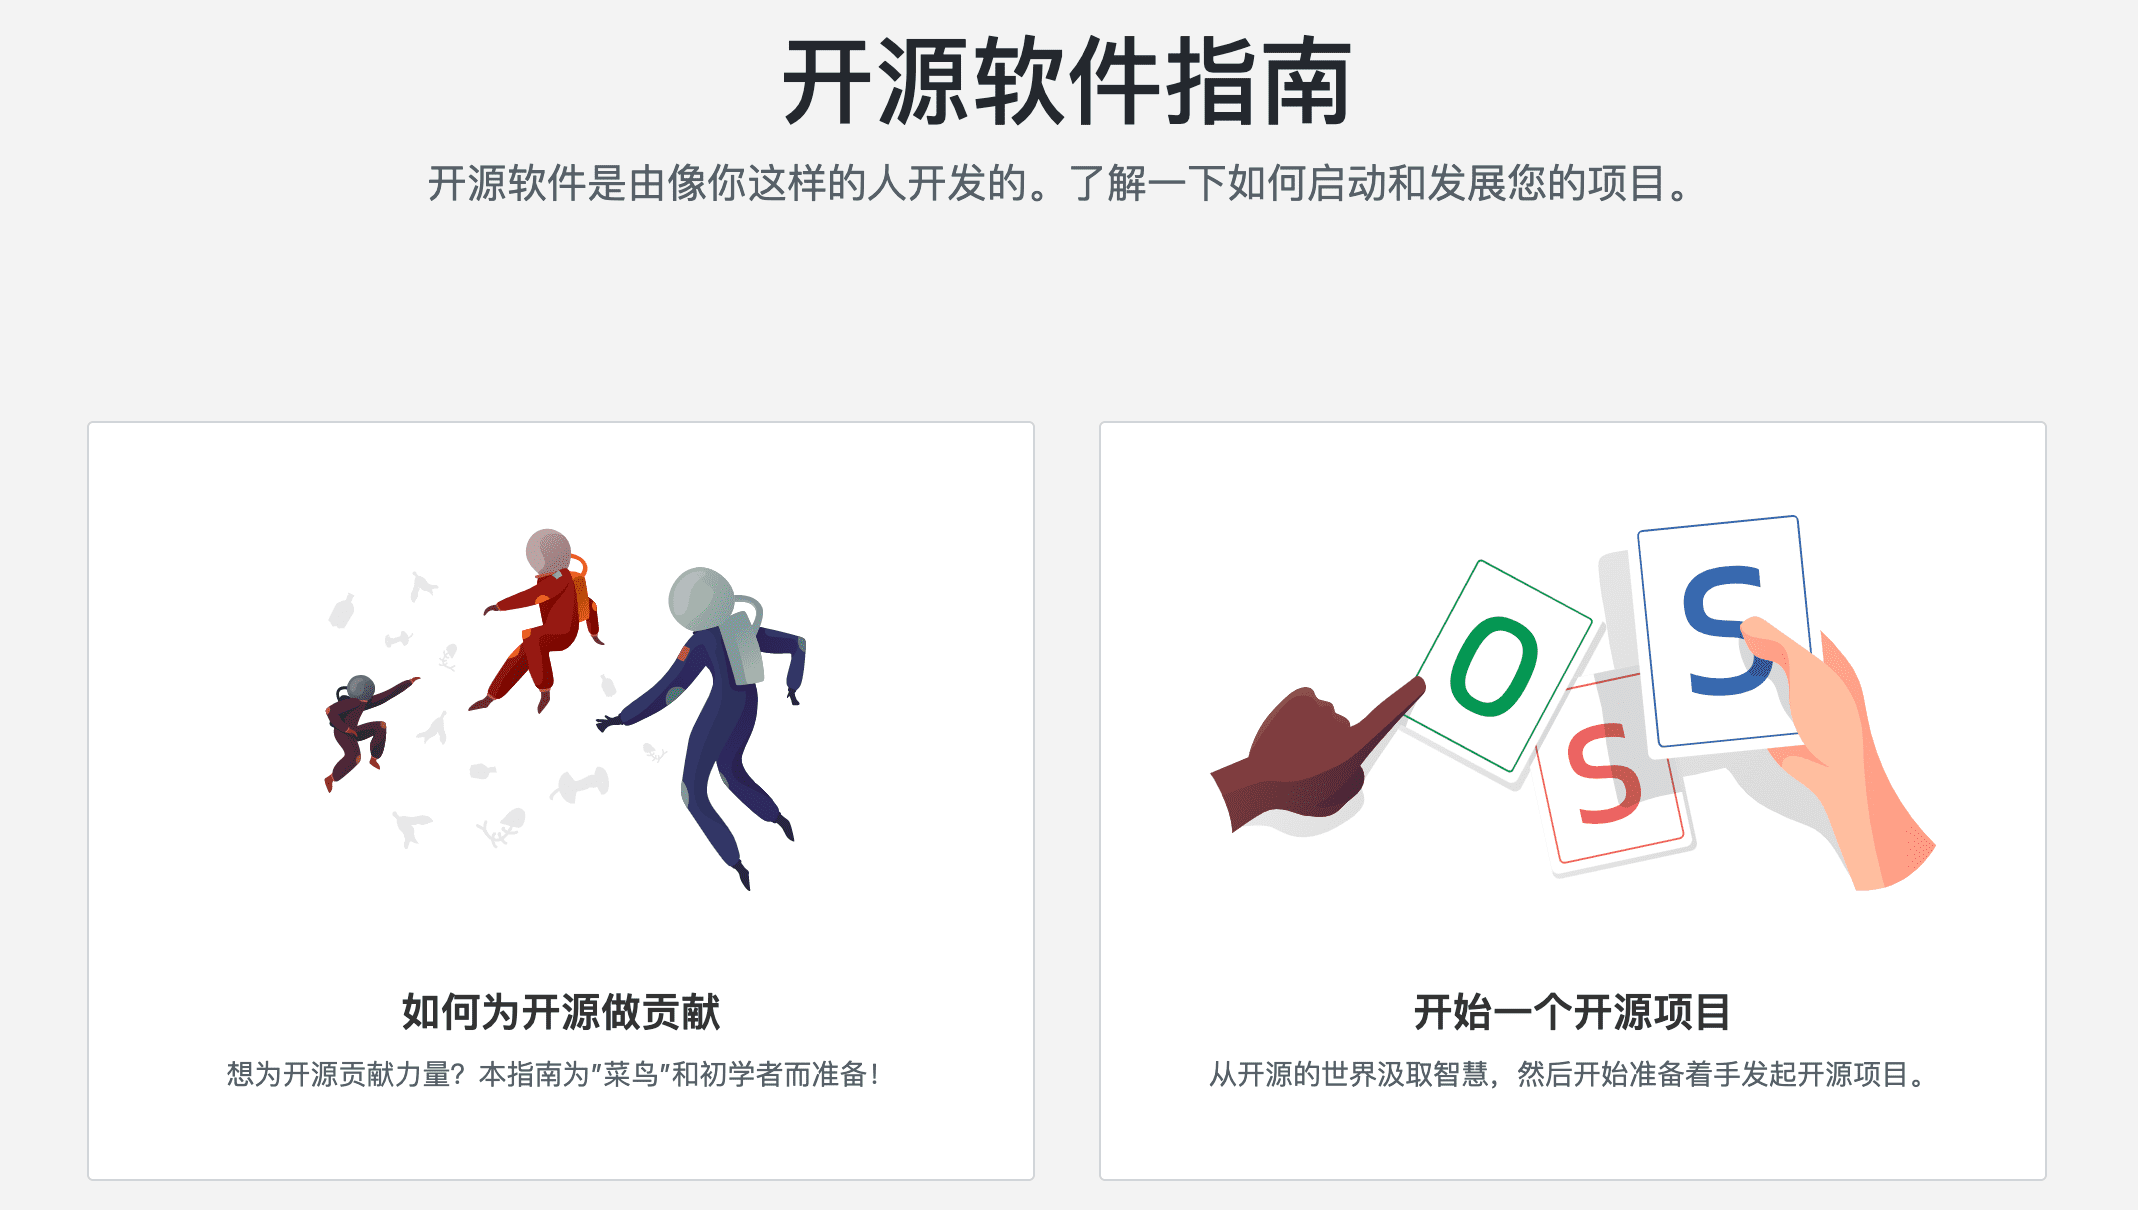 开源软件指南
开源软件是由像你这样的人开发的。了解一下如何启动和发展您的项目。
O
S
S
如何为开源做贡献
想为开源贡献力量？本指南为"菜鸟"和初学者而准备！
开始一个开源项目
从开源的世界汲取智慧，然后开始准备着手发起开源项目。